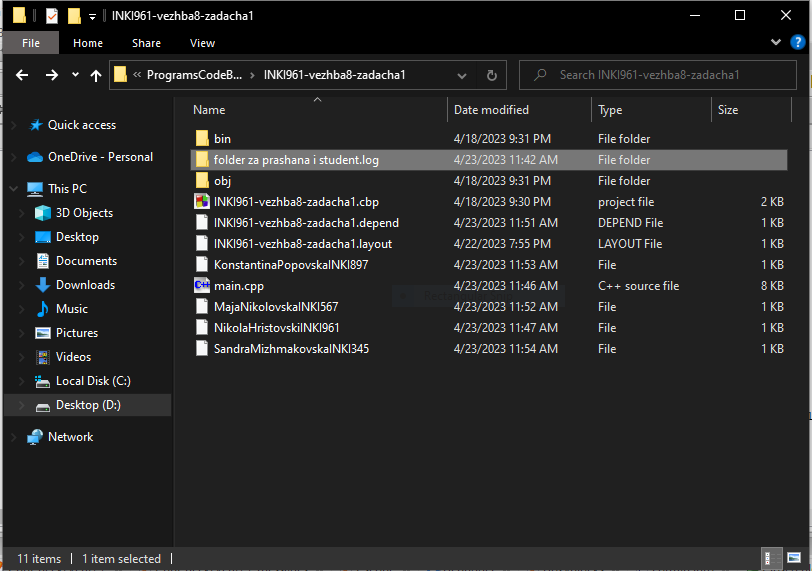 INKI961-vezhba8-zadacha1
File Home Share View
« ProgramsCodeB... › INKI961-vezhba8-zadacha1 Search INKI961-vezhba8-zadacha1
Name Date modified Type Size
Quick access
OneDrive - Personal
This PC
3D Objects
Desktop
Documents
Downloads
Music
Pictures
Videos
Local Disk (C:)
Desktop (D:)
Network
bin 4/18/2023 9:31 PM File folder
folder za prashana i student.log 4/23/2023 11:42 AM File folder
obj 4/18/2023 9:31 PM File folder
INKI961-vezhba8-zadacha1.cbp 4/18/2023 9:30 PM project file 2 KB
INKI961-vezhba8-zadacha1.depend 4/23/2023 11:51 AM DEPEND File 1 KB
INKI961-vezhba8-zadacha1.layout 4/22/2023 7:55 PM LAYOUT File 1 KB
KonstantinaPopovskaINKI897 4/23/2023 11:53 AM File 1 KB
C++ main.cpp 4/23/2023 11:46 AM C++ source file 8 KB
MajaNikolovskaINKI567 4/23/2023 11:52 AM File 1 KB
NikolaHristovskiINKI961 4/23/2023 11:47 AM File 1 KB
SandraMizhmakovskaINKI345 4/23/2023 11:54 AM File 1 KB
11 items 1 item selected